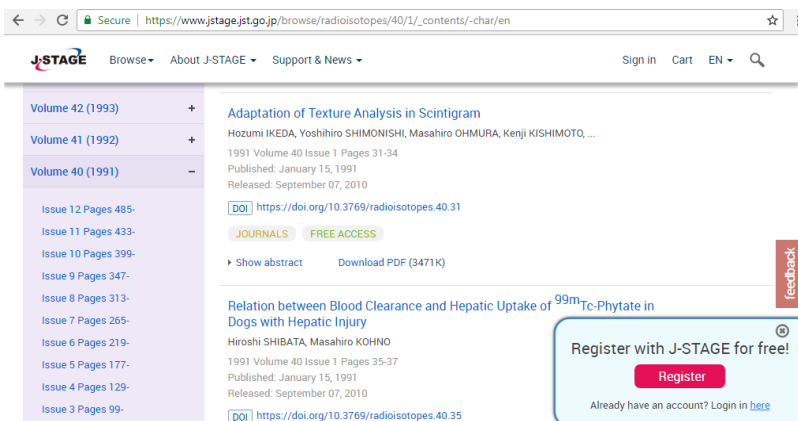 Secure | https://www.jstage.jst.go.jp/browse/radioisotopes/40/1/_contents/-char/en
J-STAGE Browse About J-STAGE Support & News Sign in Cart EN
Volume 42 (1993) +
Volume 41 (1992) +
Volume 40 (1991) −
Issue 12 Pages 485-
Issue 11 Pages 433-
Issue 10 Pages 399-
Issue 9 Pages 347-
Issue 8 Pages 313-
Issue 7 Pages 265-
Issue 6 Pages 219-
Issue 5 Pages 177-
Issue 4 Pages 129-
Issue 3 Pages 99-
Adaptation of Texture Analysis in Scintigram
Hozumi IKEDA, Yoshihiro SHIMONISHI, Masahiro OHMURA, Kenji KISHIMOTO, ...
1991 Volume 40 Issue 1 Pages 31-34
Published: January 15, 1991
Released: September 07, 2010
DOI https://doi.org/10.3769/radioisotopes.40.31
JOURNALS FREE ACCESS
Show abstract Download PDF (3471K)
Relation between Blood Clearance and Hepatic Uptake of 99mTc-Phytate in
Dogs with Hepatic Injury
Hiroshi SHIBATA, Masahiro KOHNO
1991 Volume 40 Issue 1 Pages 35-37
Published: January 15, 1991
Released: September 07, 2010
DOI https://doi.org/10.3769/radioisotopes.40.35
feedback
Register with J-STAGE for free!
Register
Already have an account? Login in here